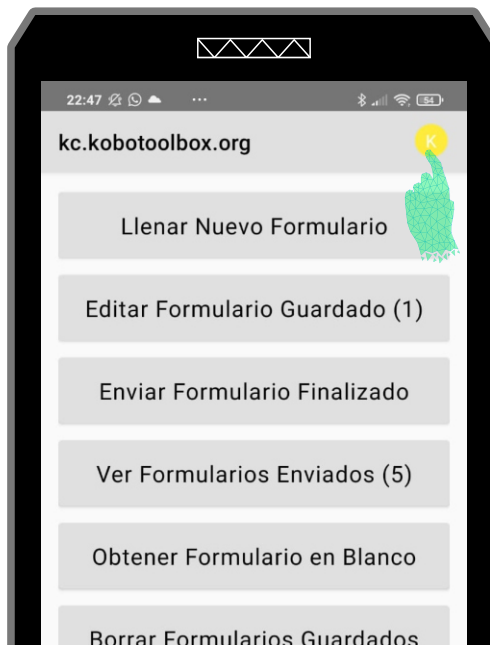 22:47 ... 54
kc.kobotoolbox.org K
Llenar Nuevo Formulario
Editar Formulario Guardado (1)
Enviar Formulario Finalizado
Ver Formularios Enviados (5)
Obtener Formulario en Blanco
Borrar Formularios Guardados